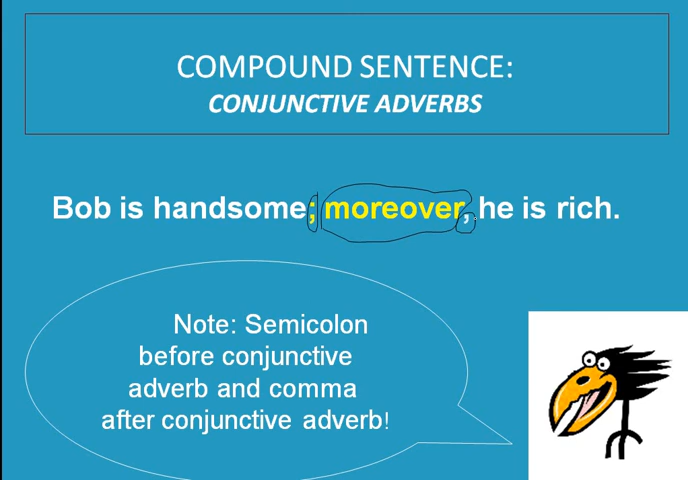 COMPOUND SENTENCE:
CONJUNCTIVE ADVERBS
Bob is handsome; moreover, he is rich.
Note: Semicolon
before conjunctive
adverb and comma
after conjunctive adverb!